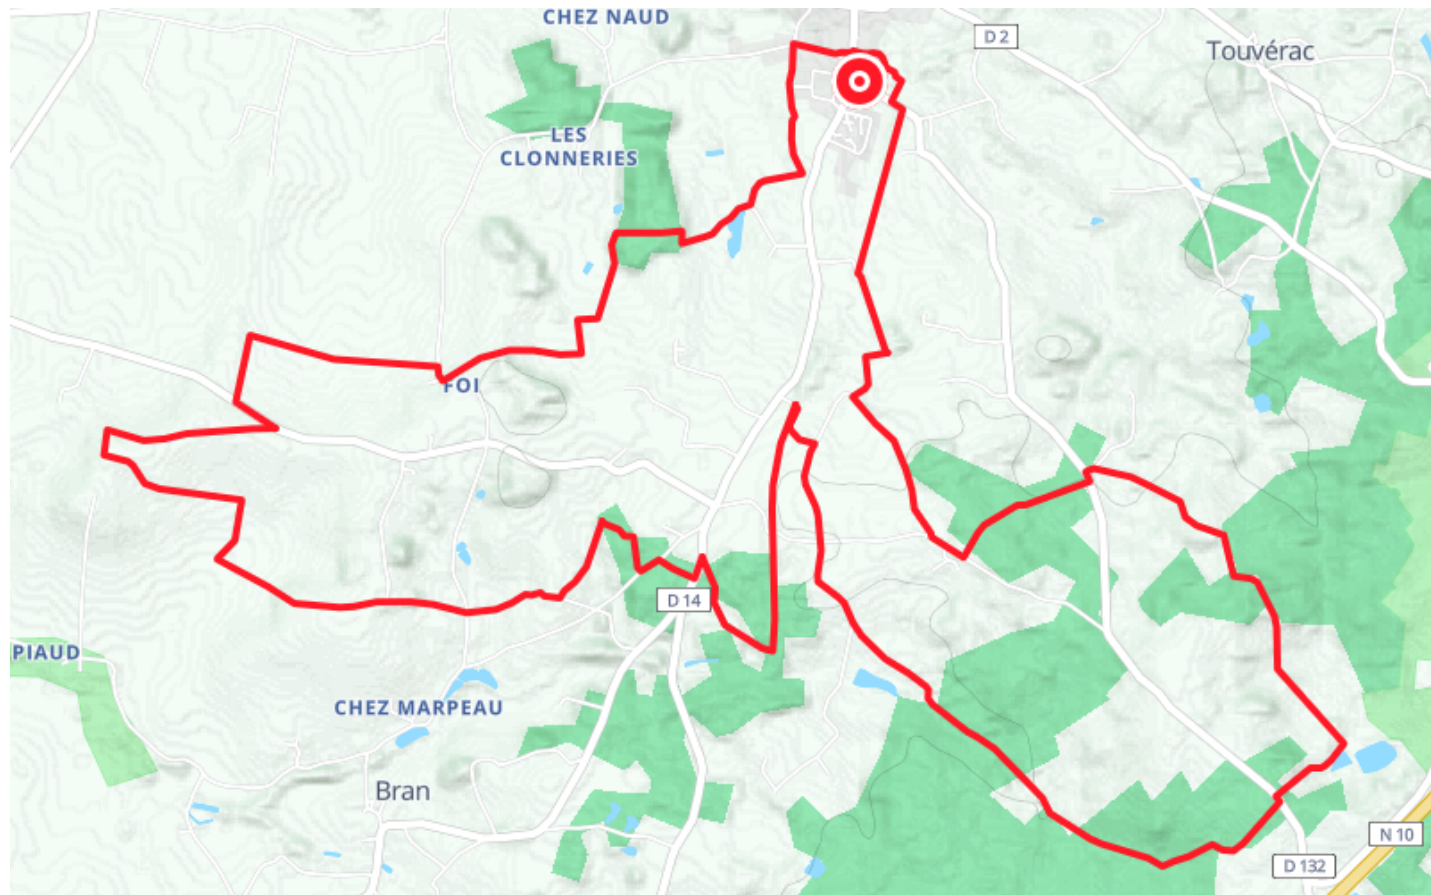 CHEZ NAUD
D 2
Touvérac
LES
CLONNERIES
FOI
D 14
PIAUD
CHEZ MARPEAU
Bran
N 10
D 132